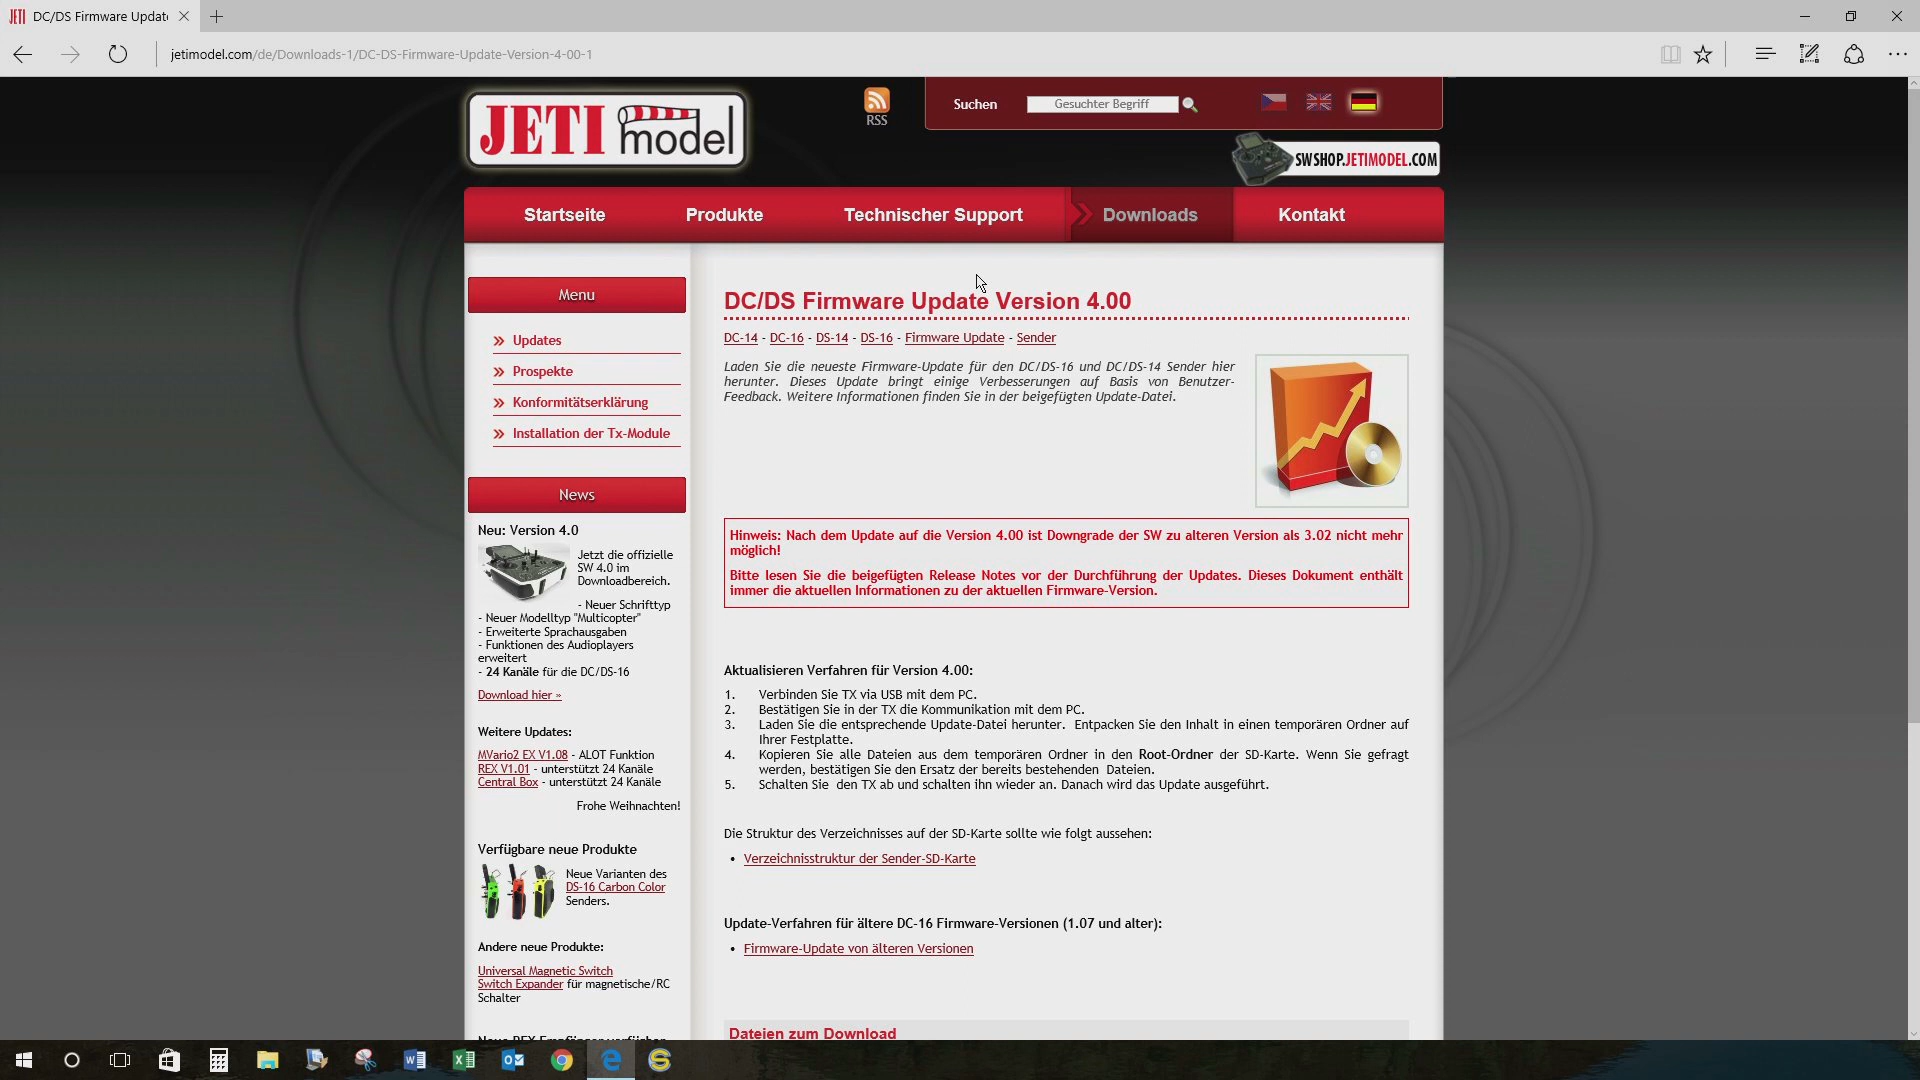 DC/DS Firmware Updat
jetimodel.com/de/Downloads-1/DC-DS-Firmware-Update-Version-4-00-1
JETI model
RSS
Suchen
Gesuchter Begriff
SWSHOP.JETIMODEL.COM
Startseite
Produkte
Technischer Support
Downloads
Kontakt
Menu
Updates
Prospekte
Konformitätserklärung
Installation der Tx-Module
News
Neu: Version 4.0
Jetzt die offizielle
SW 4.0 im
Downloadbereich.
- Neuer Schrifttyp
- Neuer Modelltyp "Multicopter"
- Erweiterte Sprachausgaben
- Funktionen des Audioplayers
erweitert
- 24 Kanäle für die DC/DS-16
Download hier »
Weitere Updates:
MVario2 EX V1.08 - ALOT Funktion
REX V1.01 - unterstützt 24 Kanäle
Central Box - unterstützt 24 Kanäle
Frohe Weihnachten!
Verfügbare neue Produkte
Neue Varianten des
DS-16 Carbon Color
Senders.
Andere neue Produkte:
Universal Magnetic Switch
Switch Expander für magnetische/RC
Schalter
DC/DS Firmware Update Version 4.00
DC-14 - DC-16 - DS-14 - DS-16 - Firmware Update - Sender
Laden Sie die neueste Firmware-Update für den DC/DS-16 und DC/DS-14 Sender hier
herunter. Dieses Update bringt einige Verbesserungen auf Basis von Benutzer-
Feedback. Weitere Informationen finden Sie in der beigefügten Update-Datei.
Hinweis: Nach dem Update auf die Version 4.00 ist Downgrade der SW zu alteren Version als 3.02 nicht mehr
möglich!
Bitte lesen Sie die beigefügten Release Notes vor der Durchführung der Updates. Dieses Dokument enthält
immer die aktuellen Informationen zu der aktuellen Firmware-Version.
Aktualisieren Verfahren für Version 4.00:
1. Verbinden Sie TX via USB mit dem PC.
2. Bestätigen Sie in der TX die Kommunikation mit dem PC.
3. Laden Sie die entsprechende Update-Datei herunter. Entpacken Sie den Inhalt in einen temporären Ordner auf
Ihrer Festplatte.
4. Kopieren Sie alle Dateien aus dem temporären Ordner in den Root-Ordner der SD-Karte. Wenn Sie gefragt
werden, bestätigen Sie den Ersatz der bereits bestehenden Dateien.
5. Schalten Sie den TX ab und schalten ihn wieder an. Danach wird das Update ausgeführt.
Die Struktur des Verzeichnisses auf der SD-Karte sollte wie folgt aussehen:
• Verzeichnisstruktur der Sender-SD-Karte
Update-Verfahren für ältere DC-16 Firmware-Versionen (1.07 und alter):
• Firmware-Update von älteren Versionen
Dateien zum Download